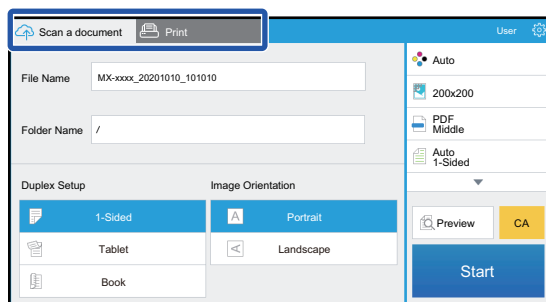 Scan a document
Print
User
File Name
MX-xxxx_20201010_101010
Folder Name
/
Duplex Setup
Image Orientation
1-Sided
Tablet
Book
A
Portrait
A
Landscape
Auto
200x200
PDF
Middle
Auto
1-Sided
Preview
CA
Start